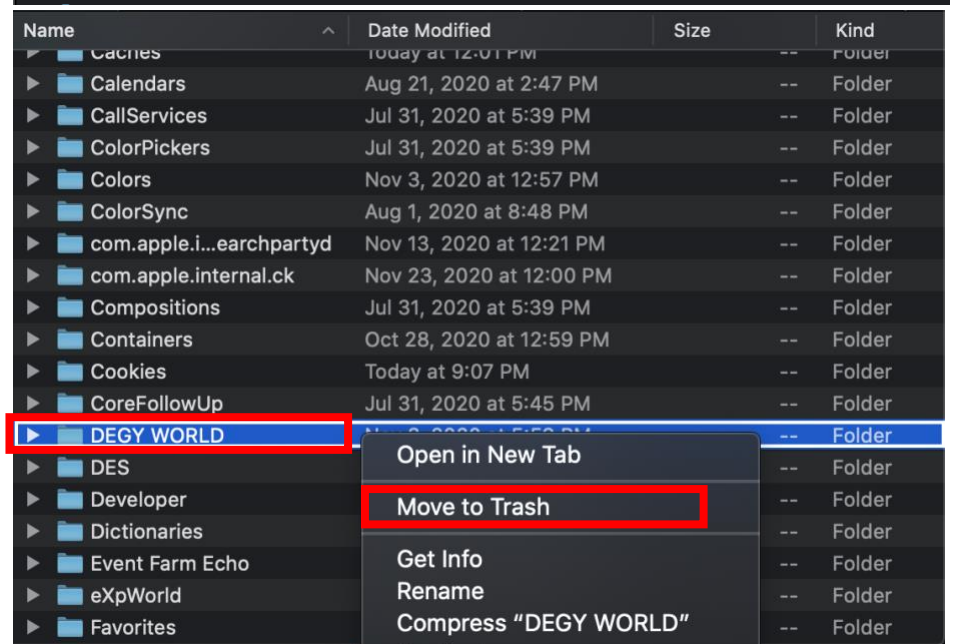 Name Date Modified Size Kind
Caches Today at 12:01 PM -- Folder
Calendars Aug 21, 2020 at 2:47 PM -- Folder
CallServices Jul 31, 2020 at 5:39 PM -- Folder
ColorPickers Jul 31, 2020 at 5:39 PM -- Folder
Colors Nov 3, 2020 at 12:57 PM -- Folder
ColorSync Aug 1, 2020 at 8:48 PM -- Folder
com.apple.i...earchpartyd Nov 13, 2020 at 12:21 PM -- Folder
com.apple.internal.ck Nov 23, 2020 at 12:00 PM -- Folder
Compositions Jul 31, 2020 at 5:39 PM -- Folder
Containers Oct 28, 2020 at 12:59 PM -- Folder
Cookies Today at 9:07 PM -- Folder
CoreFollowUp Jul 31, 2020 at 5:45 PM -- Folder
DEGY WORLD -- Folder
Open in New Tab
DES -- Folder
Developer Move to Trash -- Folder
Dictionaries -- Folder
Event Farm Echo Get Info -- Folder
eXpWorld Rename -- Folder
Favorites Compress “DEGY WORLD” -- Folder